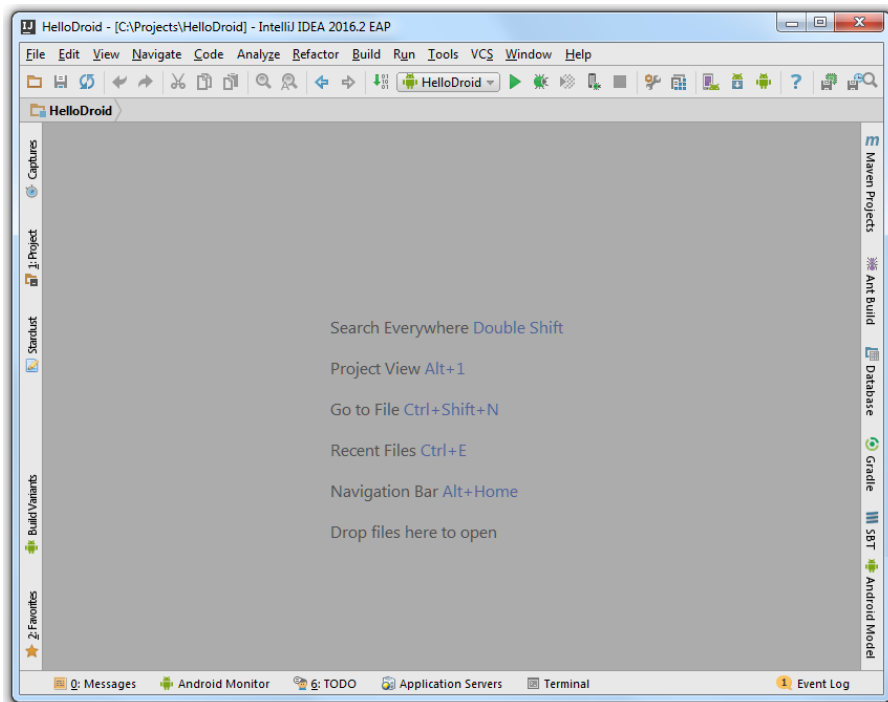 HelloDroid - [C:\Projects\HelloDroid] - IntelliJ IDEA 2016.2 EAP
File Edit View Navigate Code Analyze Refactor Build Run Tools VCS Window Help
HelloDroid
HelloDroid
Captures
1: Project
Stardust
Build Variants
2: Favorites
Search Everywhere Double Shift
Project View Alt+1
Go to File Ctrl+Shift+N
Recent Files Ctrl+E
Navigation Bar Alt+Home
Drop files here to open
Maven Projects
Ant Build
Database
Gradle
SBT
Android Model
0: Messages Android Monitor 6: TODO Application Servers Terminal 1 Event Log